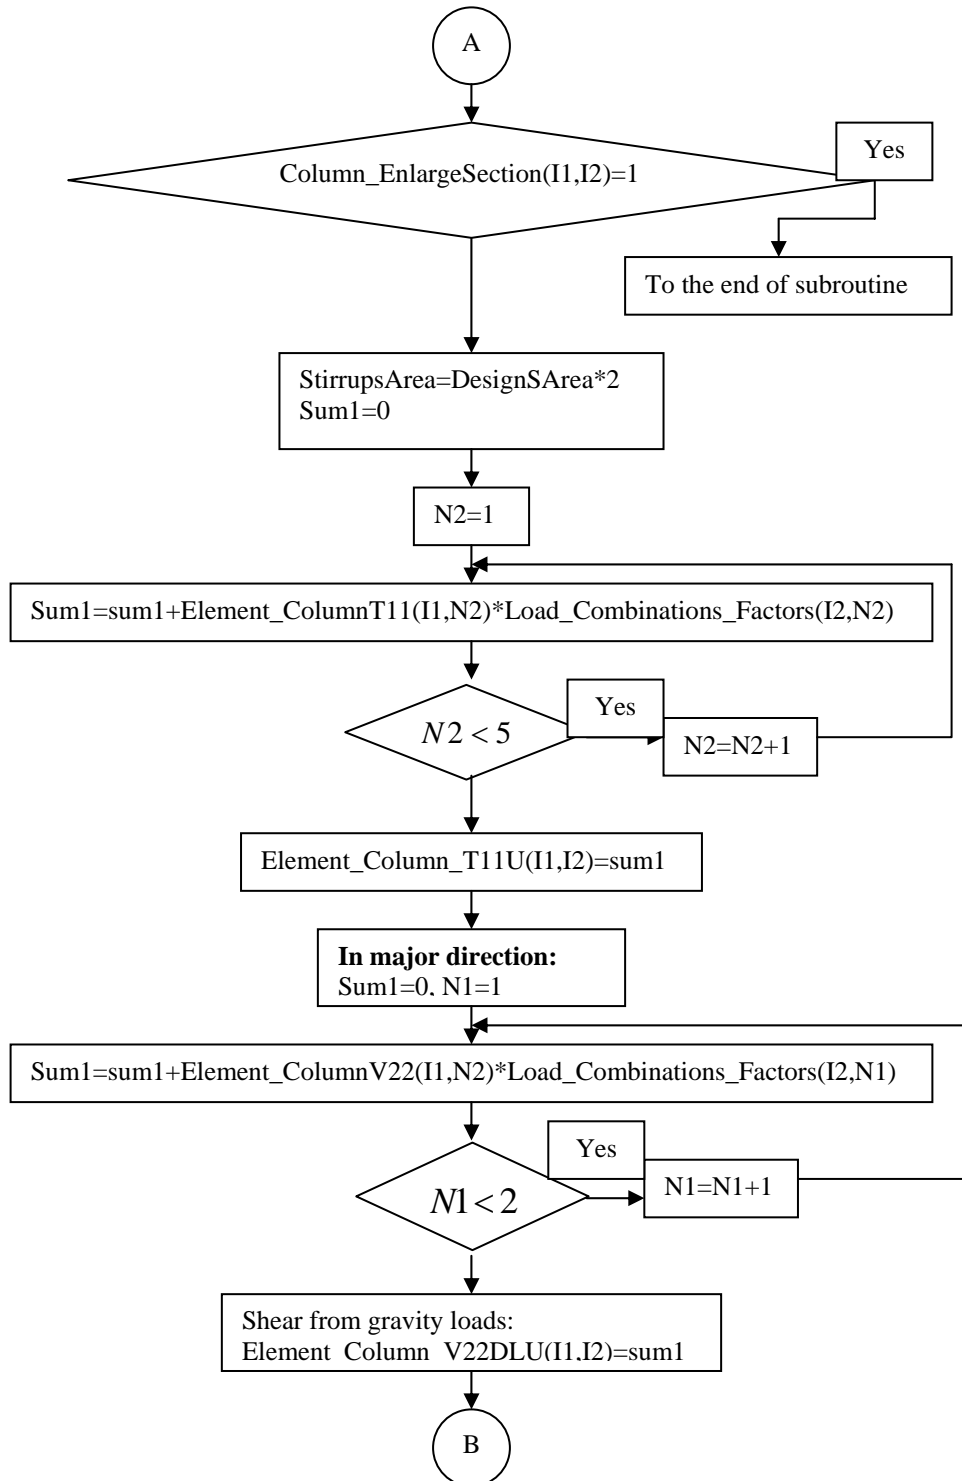 A
Column_EnlargeSection(I1,I2)=1
Yes
To the end of subroutine
StirrupsArea=DesignSArea*2
Sum1=0
N2=1
Sum1=sum1+Element_ColumnT11(I1,N2)*Load_Combinations_Factors(I2,N2)
N2 < 5
Yes
N2=N2+1
Element_Column_T11U(I1,I2)=sum1
In major direction:
Sum1=0, N1=1
Sum1=sum1+Element_ColumnV22(I1,N2)*Load_Combinations_Factors(I2,N1)
N1 < 2
Yes
N1=N1+1
Shear from gravity loads:
Element_Column_V22DLU(I1,I2)=sum1
B